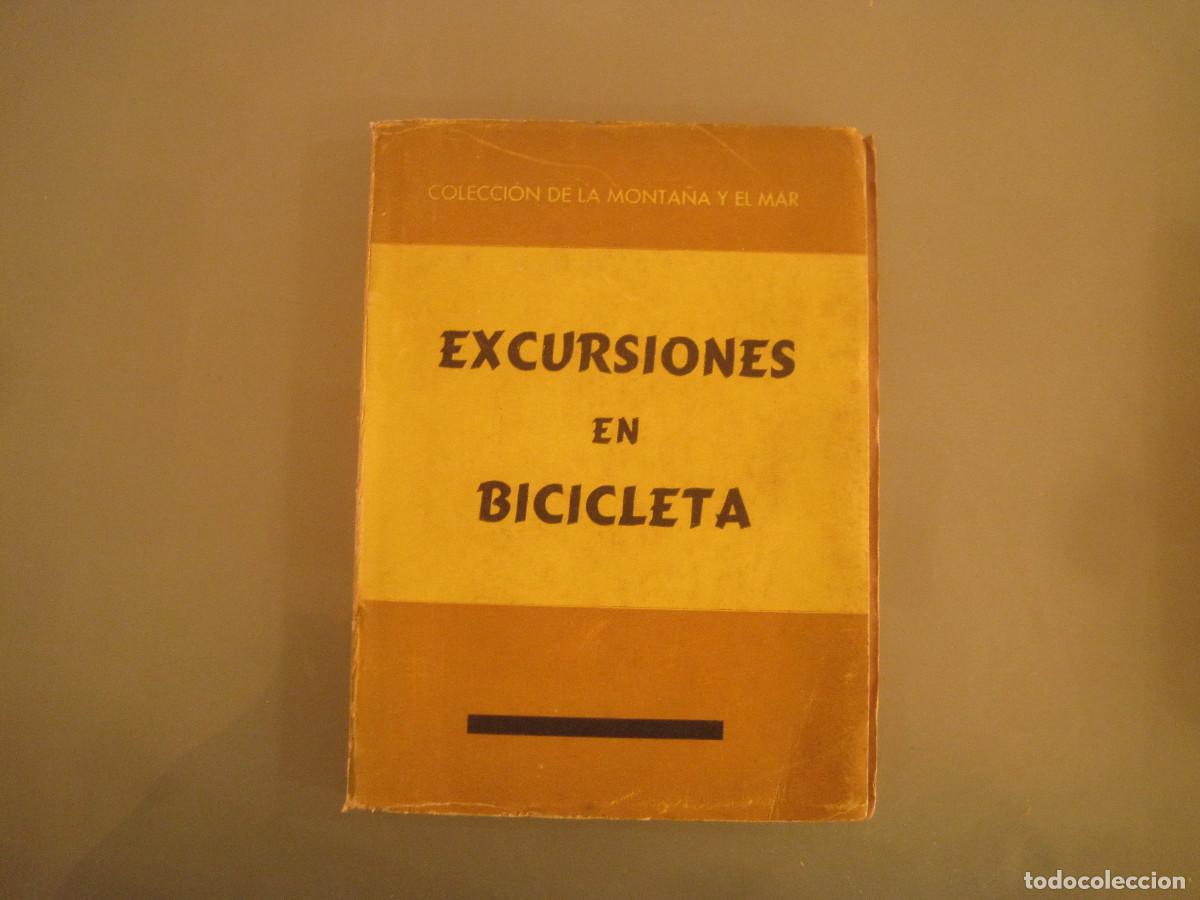 COLECCIÓN DE LA MONTAÑA Y EL MAR
EXCURSIONES
EN
BICICLETA
todocoleccion